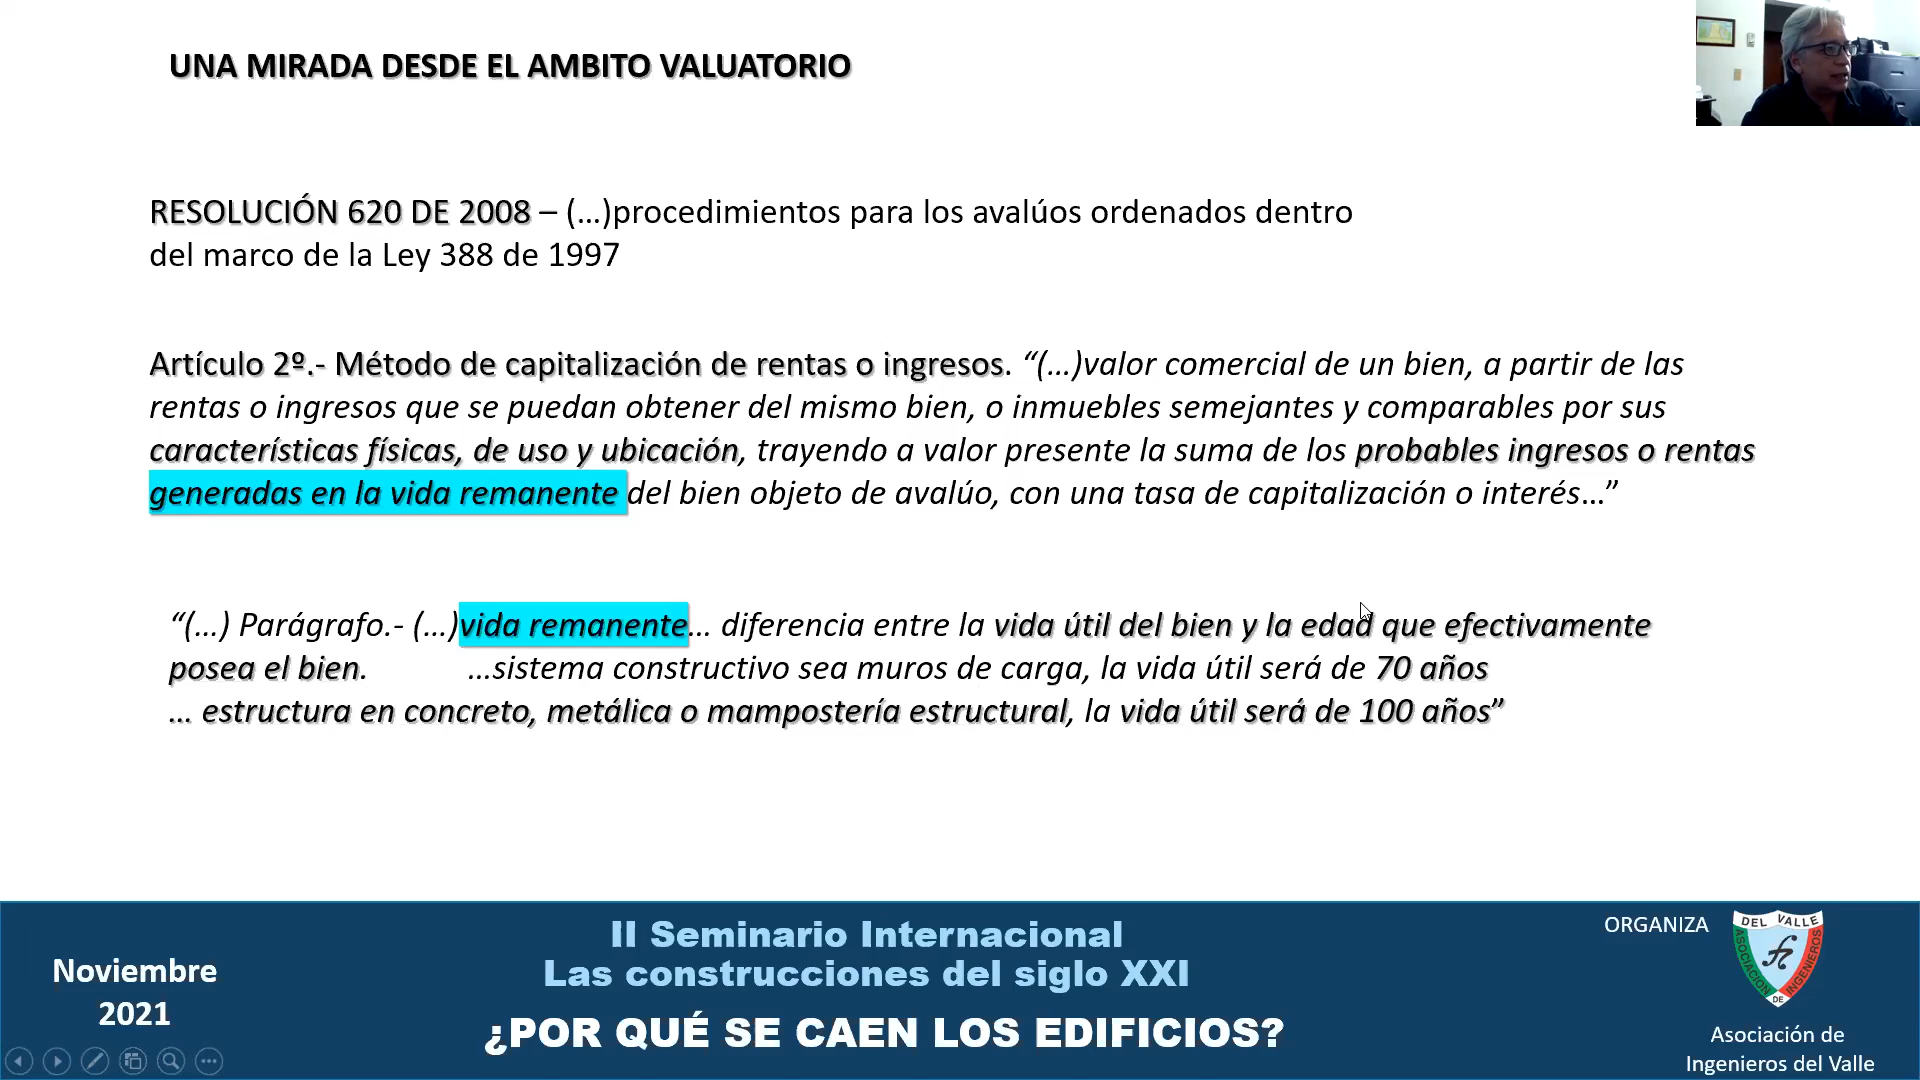 UNA MIRADA DESDE EL AMBITO VALUATORIO
RESOLUCIÓN 620 DE 2008 – (...)procedimientos para los avalúos ordenados dentro
del marco de la Ley 388 de 1997
Artículo 2º.- Método de capitalización de rentas o ingresos. “(...)valor comercial de un bien, a partir de las
rentas o ingresos que se puedan obtener del mismo bien, o inmuebles semejantes y comparables por sus
características físicas, de uso y ubicación, trayendo a valor presente la suma de los probables ingresos o rentas
generadas en la vida remanente del bien objeto de avalúo, con una tasa de capitalización o interés...”
“(...) Parágrafo.- (...)vida remanente... diferencia entre la vida útil del bien y la edad que efectivamente
posea el bien. ...sistema constructivo sea muros de carga, la vida útil será de 70 años
... estructura en concreto, metálica o mampostería estructural, la vida útil será de 100 años”
Noviembre
2021
II Seminario Internacional
Las construcciones del siglo XXI
¿POR QUÉ SE CAEN LOS EDIFICIOS?
ORGANIZA
DEL VALLE
ASOCIACION
DE
INGENIEROS
Asociación de
Ingenieros del Valle